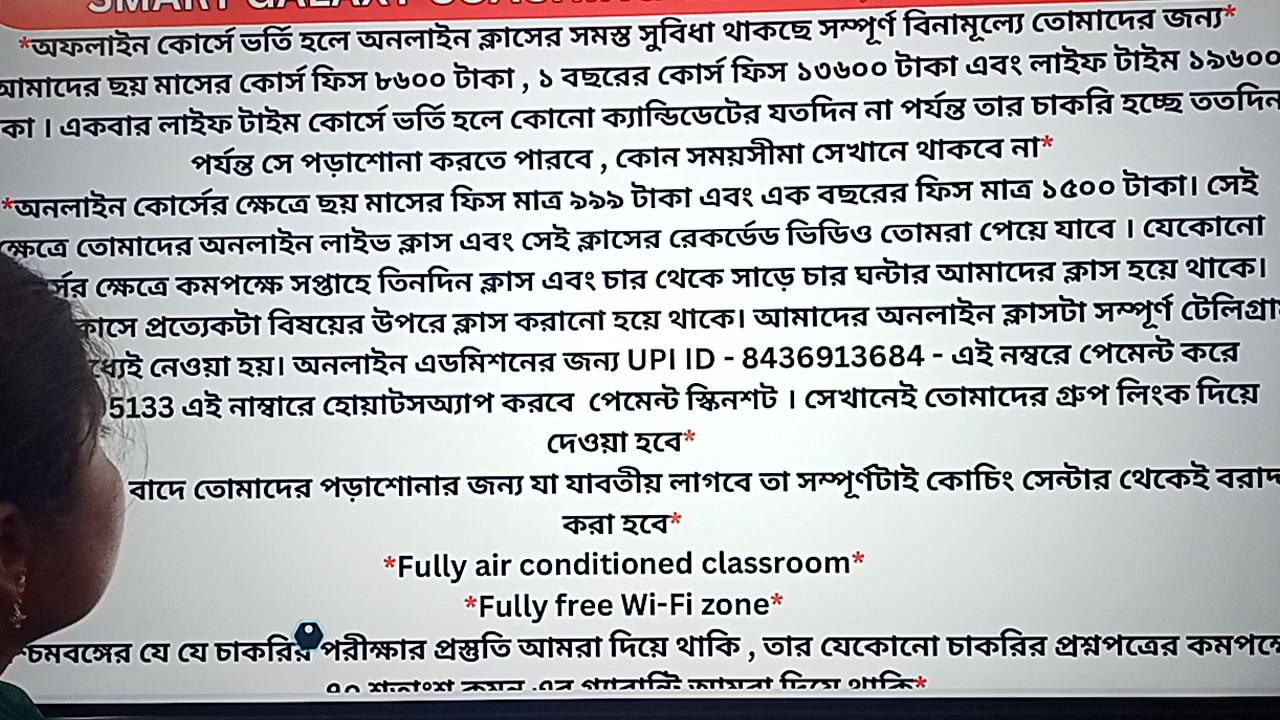 *অফলাইন কোর্সে ভর্তি হলে অনলাইন ক্লাসের সমস্ত সুবিধা থাকছে সম্পূর্ণ বিনামূল্যে তোমাদের জন্য*
আমাদের ছয় মাসের কোর্স ফিস ৮৬০০ টাকা , ১ বছরের কোর্স ফিস ১৩৬০০ টাকা এবং লাইফ টাইম ১৯৬০০
কা । একবার লাইফ টাইম কোর্সে ভর্তি হলে কোনো ক্যান্ডিডেটের যতদিন না পর্যন্ত তার চাকরি হচ্ছে ততদিন
পর্যন্ত সে পড়াশোনা করতে পারবে , কোন সময়সীমা সেখানে থাকবে না*
*অনলাইন কোর্সের ক্ষেত্রে ছয় মাসের ফিস মাত্র ৯৯৯ টাকা এবং এক বছরের ফিস মাত্র ১৫০০ টাকা। সেই
ক্ষেত্রে তোমাদের অনলাইন লাইভ ক্লাস এবং সেই ক্লাসের রেকর্ডেড ভিডিও তোমরা পেয়ে যাবে । যেকোনো
ক্ষেত্রে কমপক্ষে সপ্তাহে তিনদিন ক্লাস এবং চার থেকে সাড়ে চার ঘন্টার আমাদের ক্লাস হয়ে থাকে।
প্রত্যেকটা বিষয়ের উপরে ক্লাস করানো হয়ে থাকে। আমাদের অনলাইন ক্লাসটা সম্পূর্ণ টেলিগ্রা
নেওয়া হয়। অনলাইন এডমিশনের জন্য UPI ID - 8436913684 - এই নম্বরে পেমেন্ট করে
5133 এই নাম্বারে হোয়াটসঅ্যাপ করবে পেমেন্ট স্কিনশট । সেখানেই তোমাদের গ্রুপ লিংক দিয়ে
দেওয়া হবে*
বাদে তোমাদের পড়াশোনার জন্য যা যাবতীয় লাগবে তা সম্পূর্ণটাই কোচিং সেন্টার থেকেই বরাদ্দ
করা হবে*
*Fully air conditioned classroom*
*Fully free Wi-Fi zone*
যে যে চাকরির পরীক্ষার প্রস্তুতি আমরা দিয়ে থাকি , তার যেকোনো চাকরির প্রশ্নপত্রের কমপক্ষে